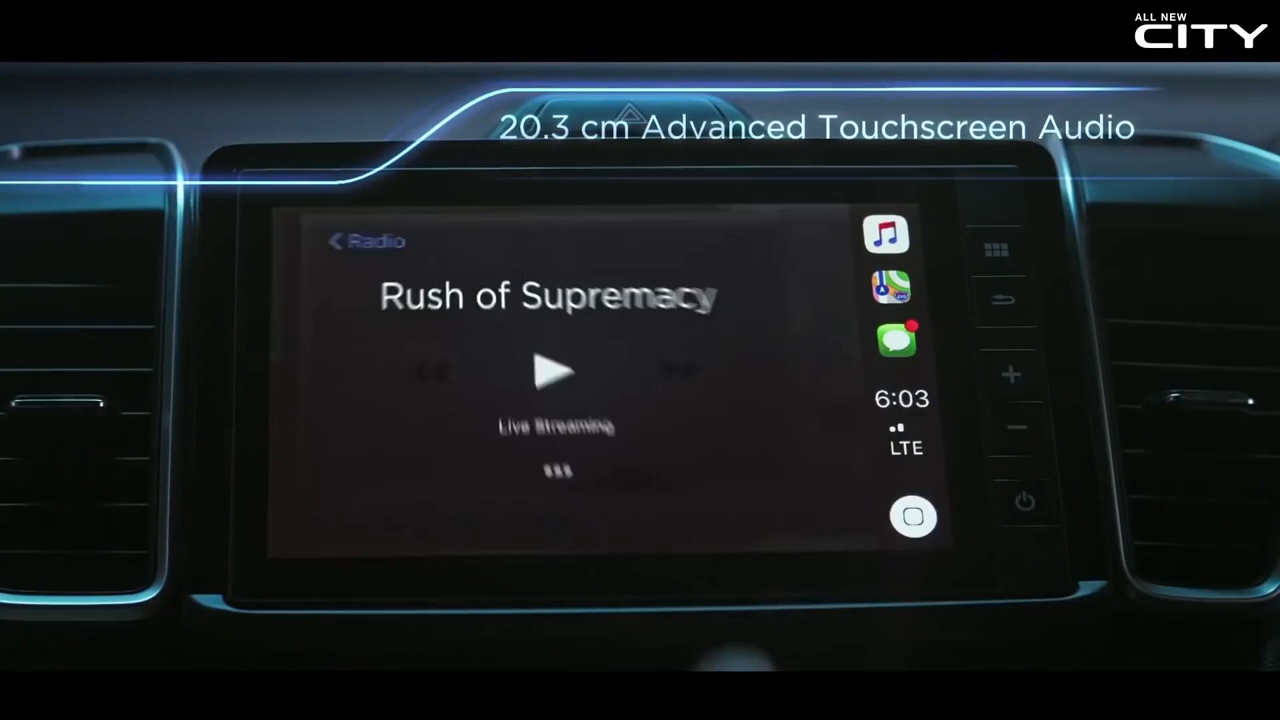 ALL NEW
CITY
20.3 cm Advanced Touchscreen Audio
Radio
Rush of Supremacy
Live Streaming
6:03
LTE